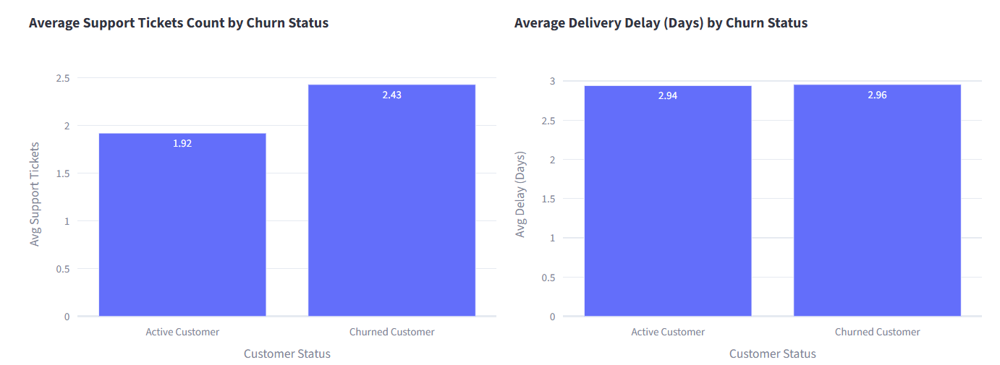 Average Support Tickets Count by Churn Status
2.5
2
1.5
1
0.5
0
Avg Support Tickets
1.92
2.43
Active Customer
Churned Customer
Customer Status
Average Delivery Delay (Days) by Churn Status
3
2.5
2
1.5
1
0.5
0
Avg Delay (Days)
2.94
2.96
Active Customer
Churned Customer
Customer Status